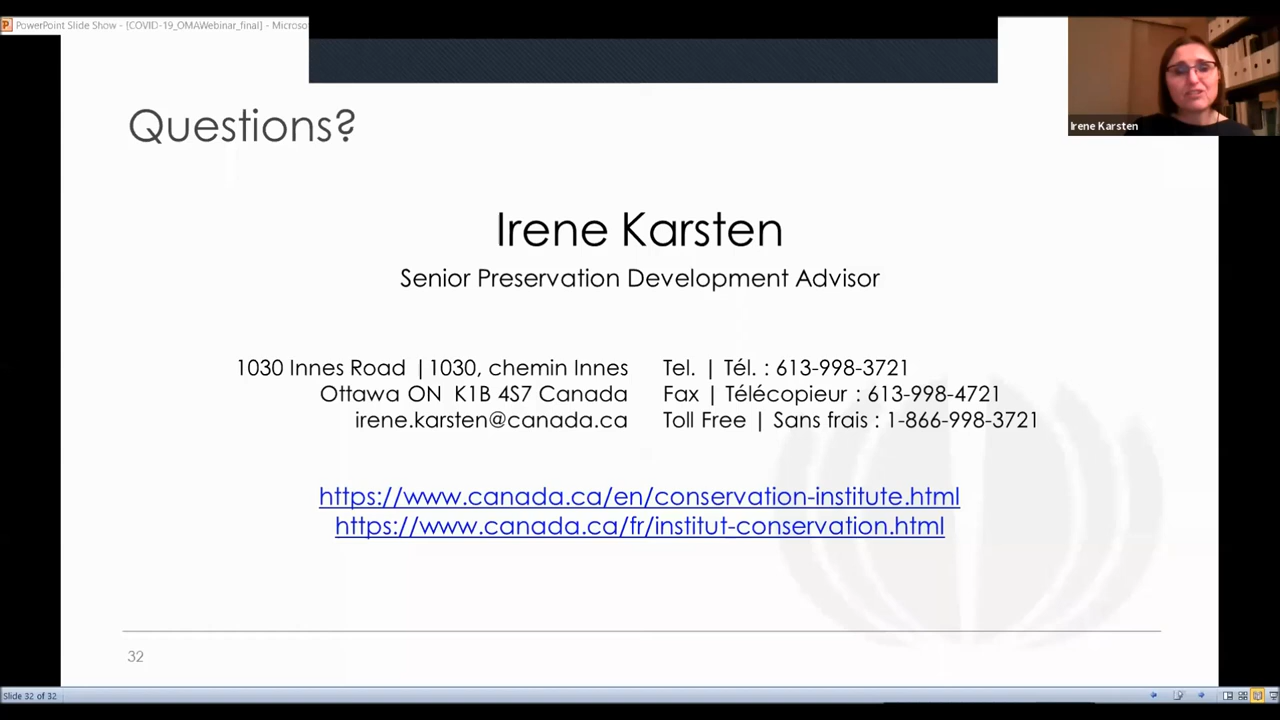 PowerPoint Slide Show - [COVID-19_OMAWebinar_final] - Microso
Irene Karsten
Questions?
Irene Karsten
Senior Preservation Development Advisor
1030 Innes Road | 1030, chemin Innes
Ottawa ON K1B 4S7 Canada
irene.karsten@canada.ca
Tel. | Tél. : 613-998-3721
Fax | Télécopieur : 613-998-4721
Toll Free | Sans frais : 1-866-998-3721
https://www.canada.ca/en/conservation-institute.html
https://www.canada.ca/fr/institut-conservation.html
32
Slide 32 of 32